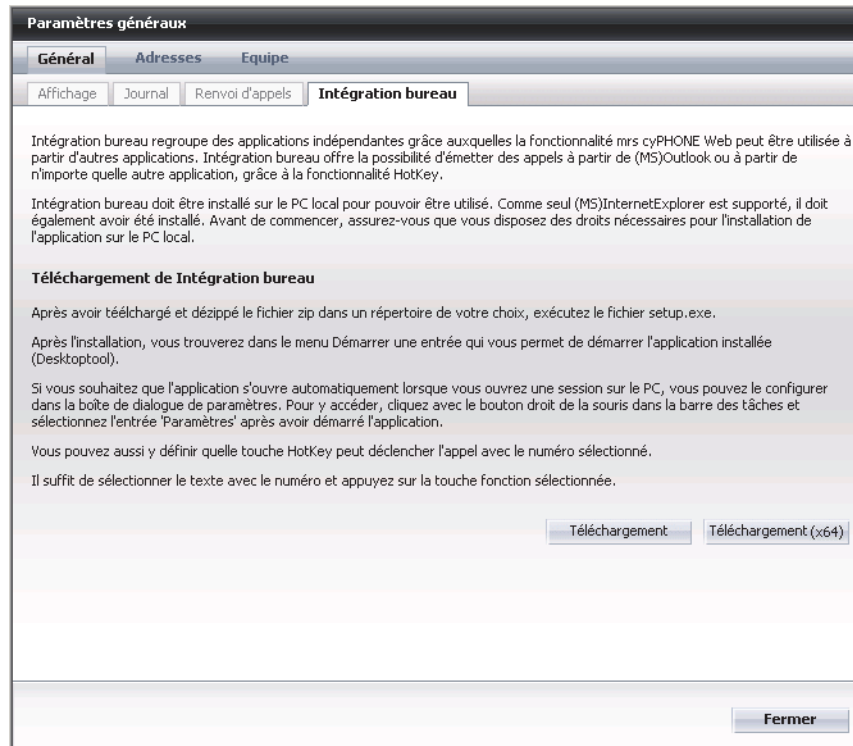 Paramètres généraux
Général Adresses Equipe
Affichage Journal Renvoi d'appels Intégration bureau
Intégration bureau regroupe des applications indépendantes grâce auxquelles la fonctionnalité mrs cyPHONE Web peut être utilisée à
partir d'autres applications. Intégration bureau offre la possibilité d'émetter des appels à partir de (MS)Outlook ou à partir de
n'importe quelle autre application, grâce à la fonctionnalité HotKey.
Intégration bureau doit être installé sur le PC local pour pouvoir être utilisé. Comme seul (MS)InternetExplorer est supporté, il doit
également avoir été installé. Avant de commencer, assurez-vous que vous disposez des droits nécessaires pour l'installation de
l'application sur le PC local.
Téléchargement de Intégration bureau
Après avoir téélchargé et dézippé le fichier zip dans un répertoire de votre choix, exécutez le fichier setup.exe.
Après l'installation, vous trouverez dans le menu Démarrer une entrée qui vous permet de démarrer l'application installée
(Desktoptool).
Si vous souhaitez que l'application s'ouvre automatiquement lorsque vous ouvrez une session sur le PC, vous pouvez le configurer
dans la boîte de dialogue de paramètres. Pour y accéder, cliquez avec le bouton droit de la souris dans la barre des tâches et
sélectionnez l'entrée 'Paramètres' après avoir démarré l'application.
Vous pouvez aussi y définir quelle touche HotKey peut déclencher l'appel avec le numéro sélectionné.
Il suffit de sélectionner le texte avec le numéro et appuyez sur la touche fonction sélectionnée.
Téléchargement Téléchargement (x64)
Fermer